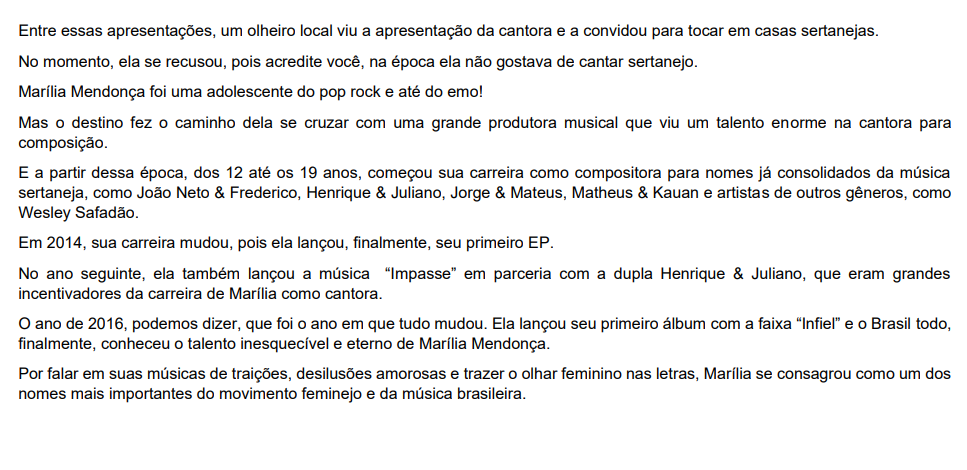 Entre essas apresentações, um olheiro local viu a apresentação da cantora e a convidou para tocar em casas sertanejas.
No momento, ela se recusou, pois acredite você, na época ela não gostava de cantar sertanejo.
Marília Mendonça foi uma adolescente do pop rock e até do emo!
Mas o destino fez o caminho dela se cruzar com uma grande produtora musical que viu um talento enorme na cantora para
composição.
E a partir dessa época, dos 12 até os 19 anos, começou sua carreira como compositora para nomes já consolidados da música
sertaneja, como João Neto & Frederico, Henrique & Juliano, Jorge & Mateus, Matheus & Kauan e artistas de outros gêneros, como
Wesley Safadão.
Em 2014, sua carreira mudou, pois ela lançou, finalmente, seu primeiro EP.
No ano seguinte, ela também lançou a música “Impasse” em parceria com a dupla Henrique & Juliano, que eram grandes
incentivadores da carreira de Marília como cantora.
O ano de 2016, podemos dizer, que foi o ano em que tudo mudou. Ela lançou seu primeiro álbum com a faixa “Infiel” e o Brasil todo,
finalmente, conheceu o talento inesquecível e eterno de Marília Mendonça.
Por falar em suas músicas de traições, desilusões amorosas e trazer o olhar feminino nas letras, Marília se consagrou como um dos
nomes mais importantes do movimento feminejo e da música brasileira.